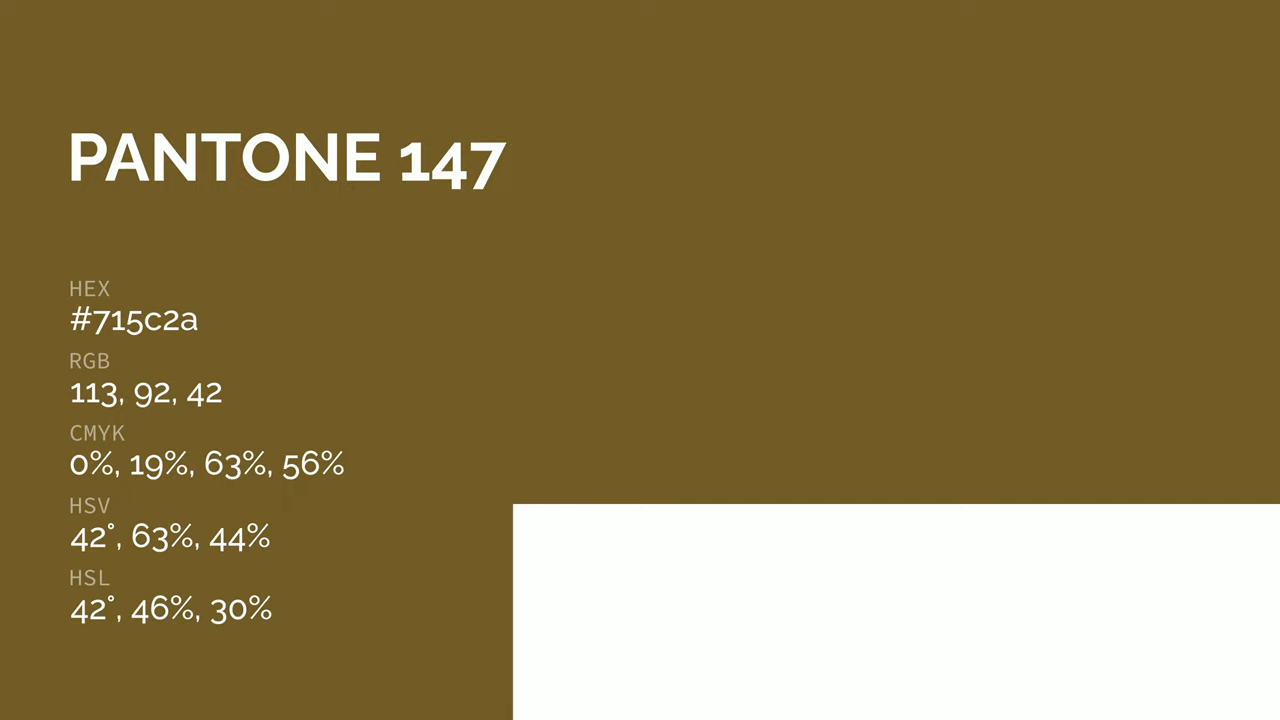 PANTONE 147
HEX
#715c2a
RGB
113, 92, 42
CMYK
0%, 19%, 63%, 56%
HSV
42°, 63%, 44%
HSL
42°, 46%, 30%